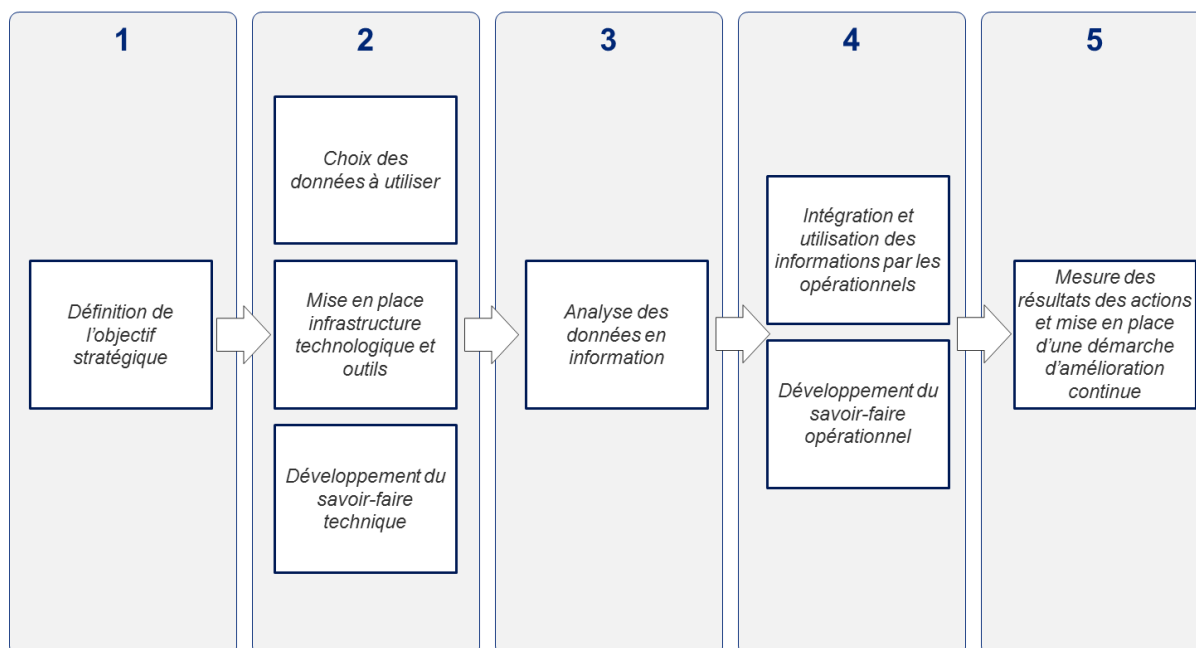 1
2
3
4
5
Définition de
l’objectif
stratégique
Choix des
données à utiliser
Mise en place
infrastructure
technologique et
outils
Développement du
savoir-faire
technique
Analyse des
données en
information
Intégration et
utilisation des
informations par les
opérationnels
Développement du
savoir-faire
opérationnel
Mesure des
résultats des actions
et mise en place
d’une démarche
d’amélioration
continue